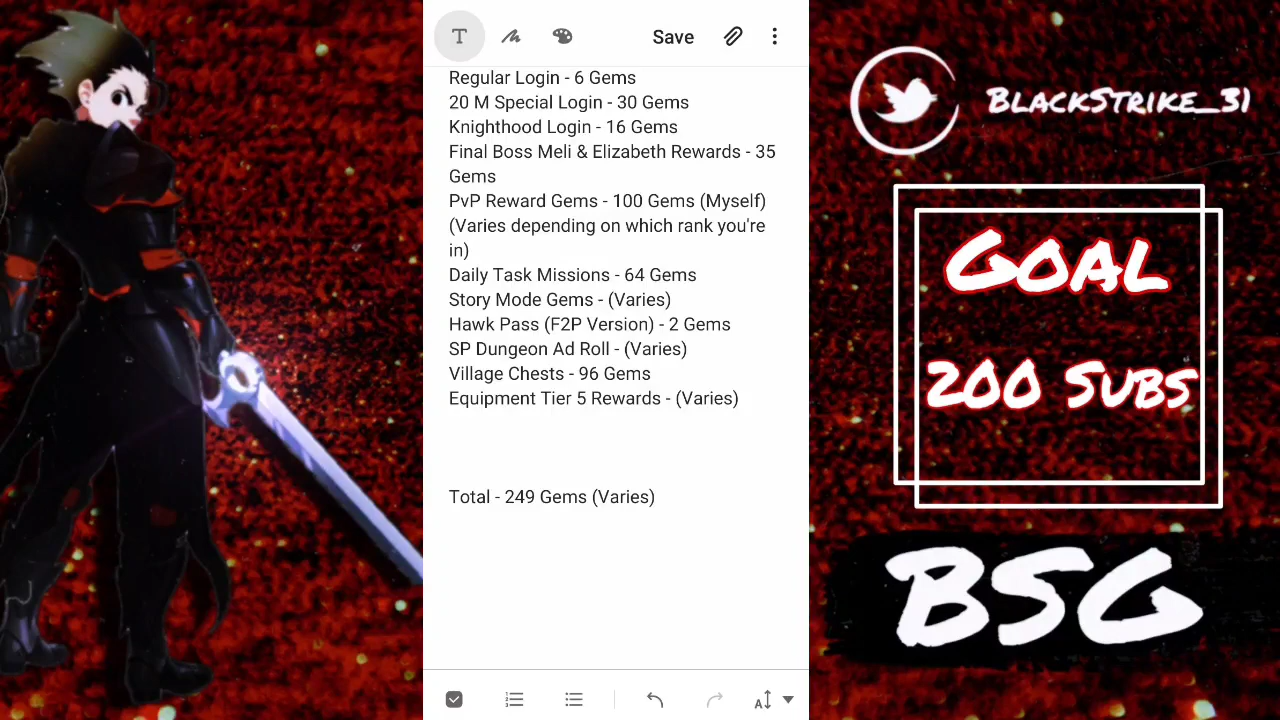 T
Save
Regular Login - 6 Gems
20 M Special Login - 30 Gems
Knighthood Login - 16 Gems
Final Boss Meli & Elizabeth Rewards - 35
Gems
PvP Reward Gems - 100 Gems (Myself)
(Varies depending on which rank you're
in)
Daily Task Missions - 64 Gems
Story Mode Gems - (Varies)
Hawk Pass (F2P Version) - 2 Gems
SP Dungeon Ad Roll - (Varies)
Village Chests - 96 Gems
Equipment Tier 5 Rewards - (Varies)
Total - 249 Gems (Varies)
A
BlackStrike_31
Goal
200 Subs
BSG